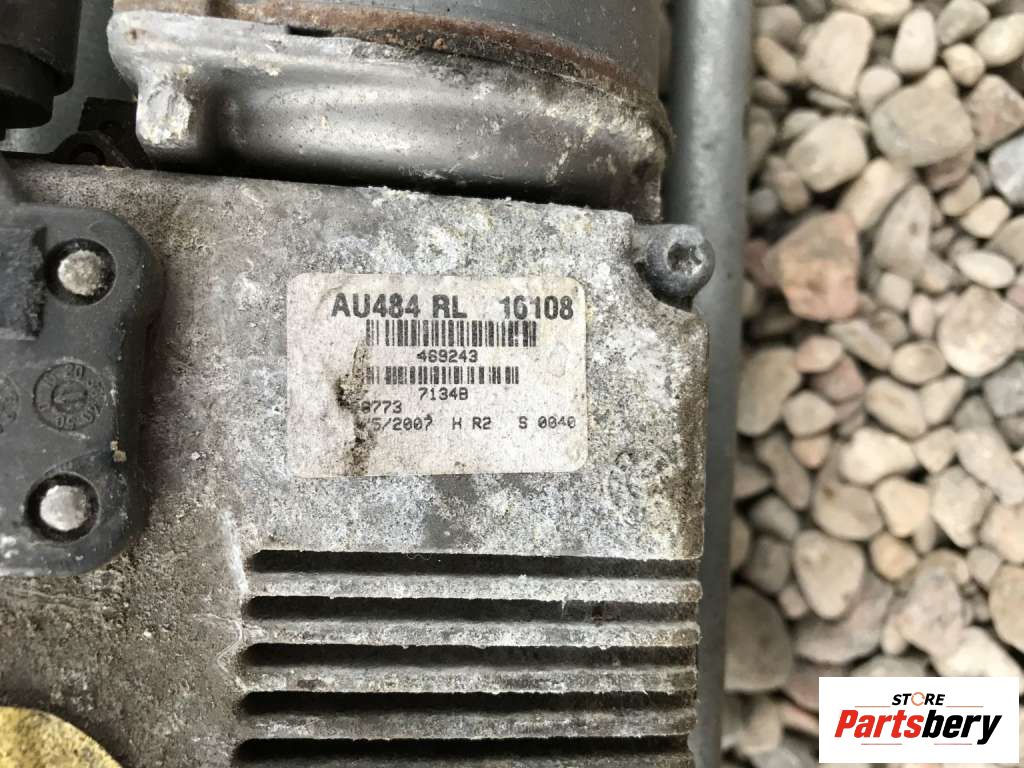 AU484 RL 16108
469243
7134B
9773
5/2007 H R2 S 0040
STORE
Partsbery